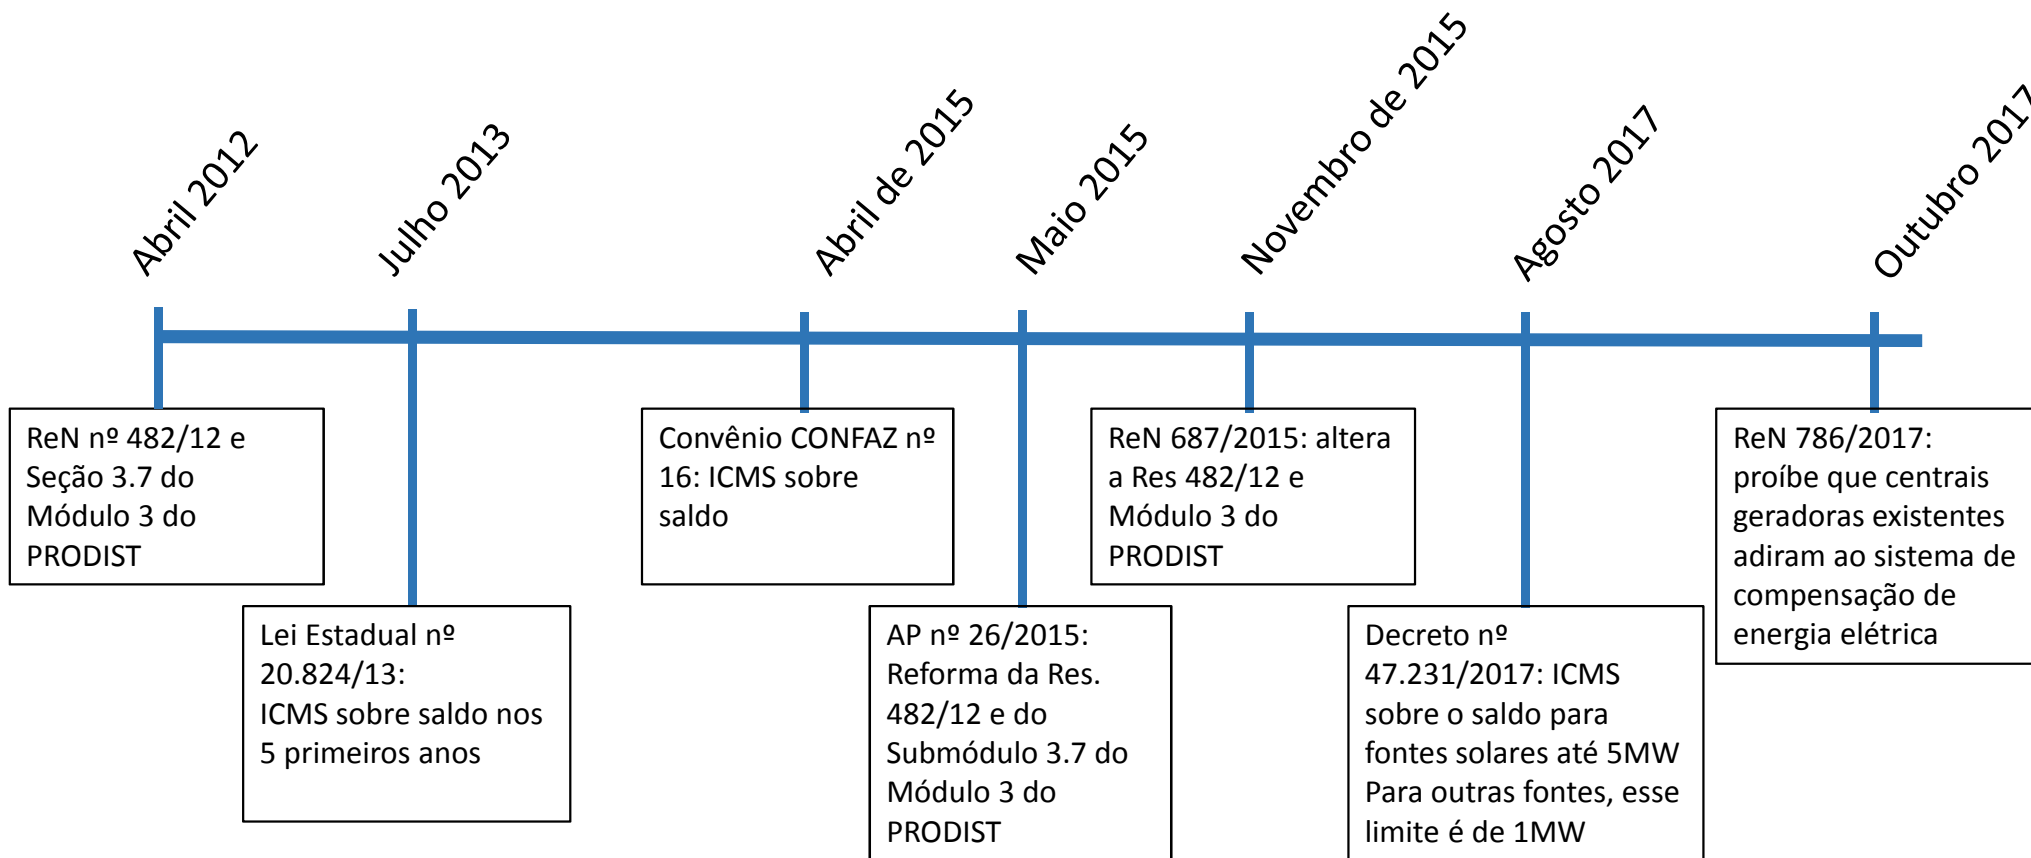 Abril 2012
Julho 2013
Abril de 2015
Maio 2015
Novembro de 2015
Agosto 2017
Outubro 2017
ReN nº 482/12 e
Seção 3.7 do
Módulo 3 do
PRODIST
Lei Estadual nº
20.824/13:
ICMS sobre saldo nos
5 primeiros anos
Convênio CONFAZ nº
16: ICMS sobre
saldo
AP nº 26/2015:
Reforma da Res.
482/12 e do
Submódulo 3.7 do
Módulo 3 do
PRODIST
ReN 687/2015: altera
a Res 482/12 e
Módulo 3 do
PRODIST
Decreto nº
47.231/2017: ICMS
sobre o saldo para
fontes solares até 5MW
Para outras fontes, esse
limite é de 1MW
ReN 786/2017:
proíbe que centrais
geradoras existentes
adiram ao sistema de
compensação de
energia elétrica